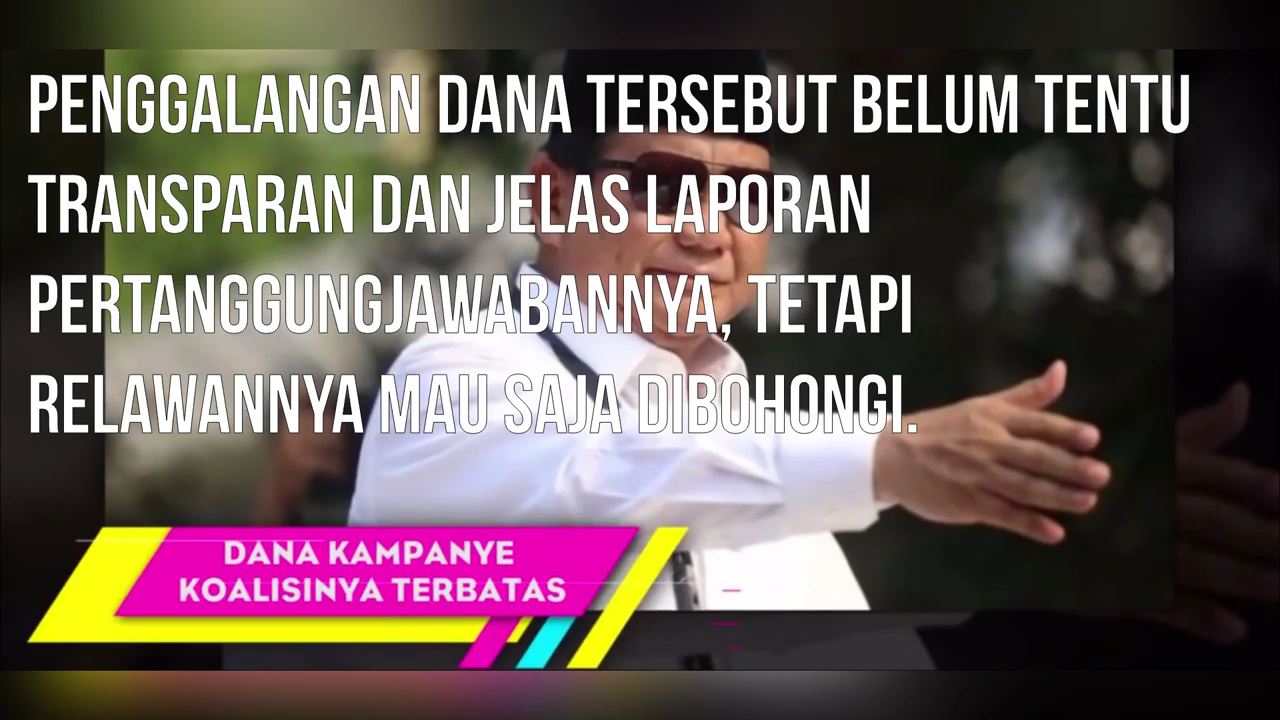 PENGGALANGAN DANA TERSEBUT BELUM TENTU
TRANSPARAN DAN JELAS LAPORAN
PERTANGGUNGJAWABANNYA, TETAPI
RELAWANNYA MAU SAJA DIBOHONGI.
DANA KAMPANYE
KOALISINYA TERBATAS